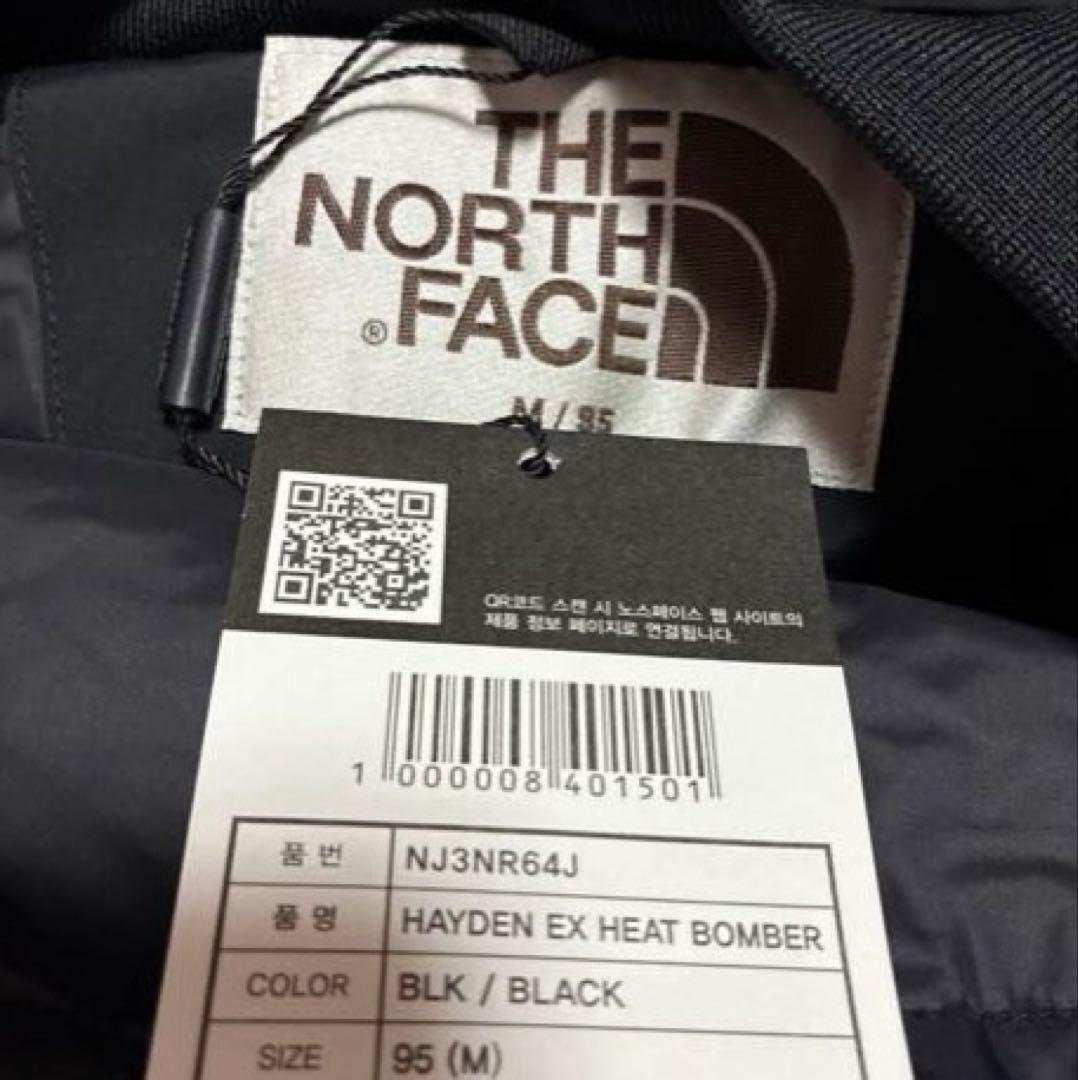 THE
NORTH
FACE
®
M / 95
QR코드 스캔 시 노스페이스 웹 사이트의
제품 정보 페이지로 연결됩니다.
1 000008 401501
품 번 NJ3NR64J
품 명 HAYDEN EX HEAT BOMBER
COLOR BLK / BLACK
SIZE 95 (M)